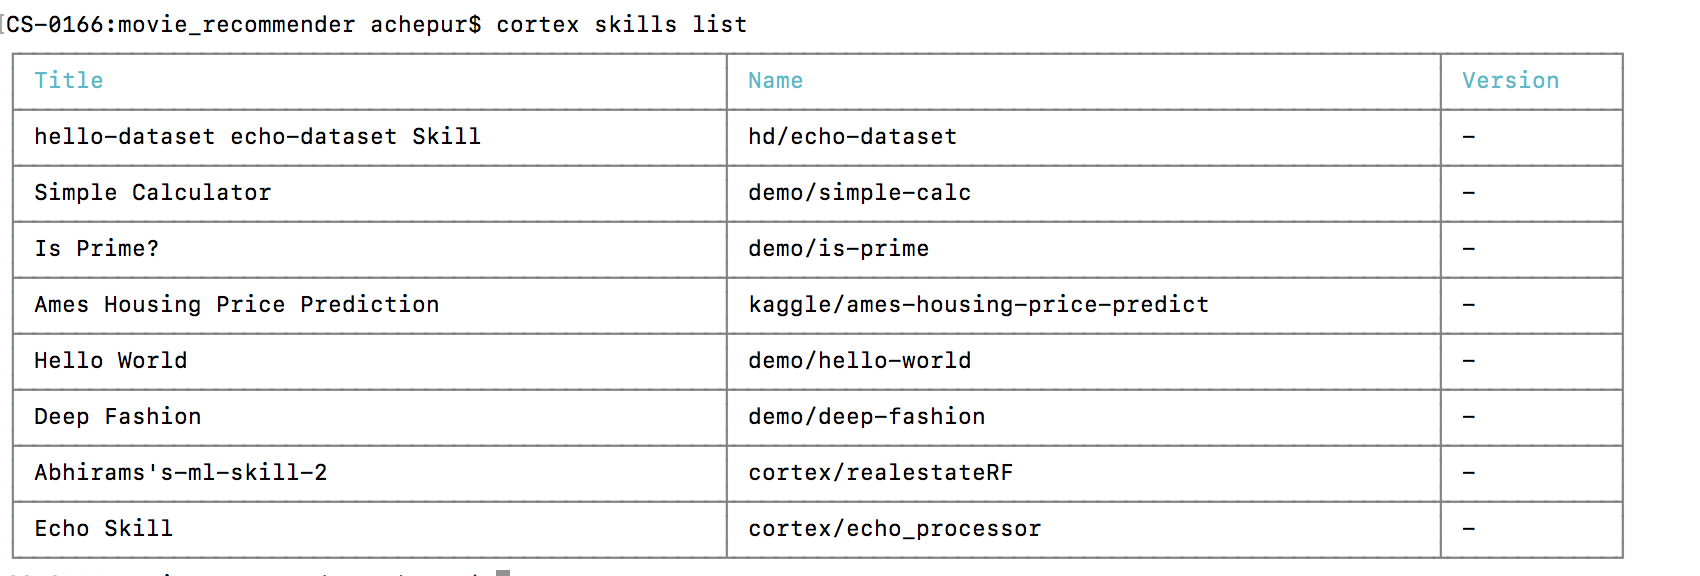 CS-0166:movie_recommender achepur$ cortex skills list
Title Name Version
hello-dataset echo-dataset Skill hd/echo-dataset -
Simple Calculator demo/simple-calc -
Is Prime? demo/is-prime -
Ames Housing Price Prediction kaggle/ames-housing-price-predict -
Hello World demo/hello-world -
Deep Fashion demo/deep-fashion -
Abhirams's-ml-skill-2 cortex/realestateRF -
Echo Skill cortex/echo_processor -